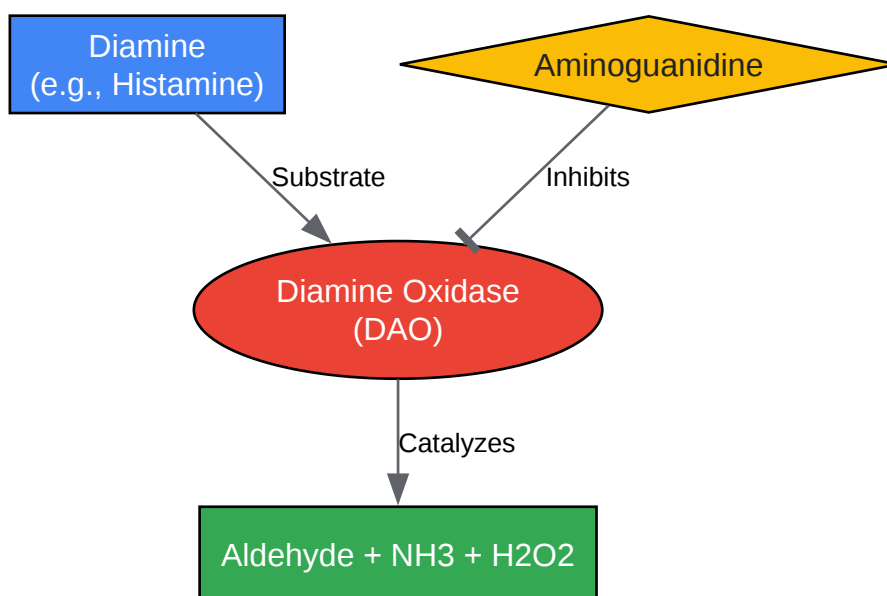 Diamine
(e.g., Histamine)
Aminoguanidine
Substrate
Inhibits
Diamine Oxidase
(DAO)
Catalyzes
Aldehyde + NH3 + H2O2